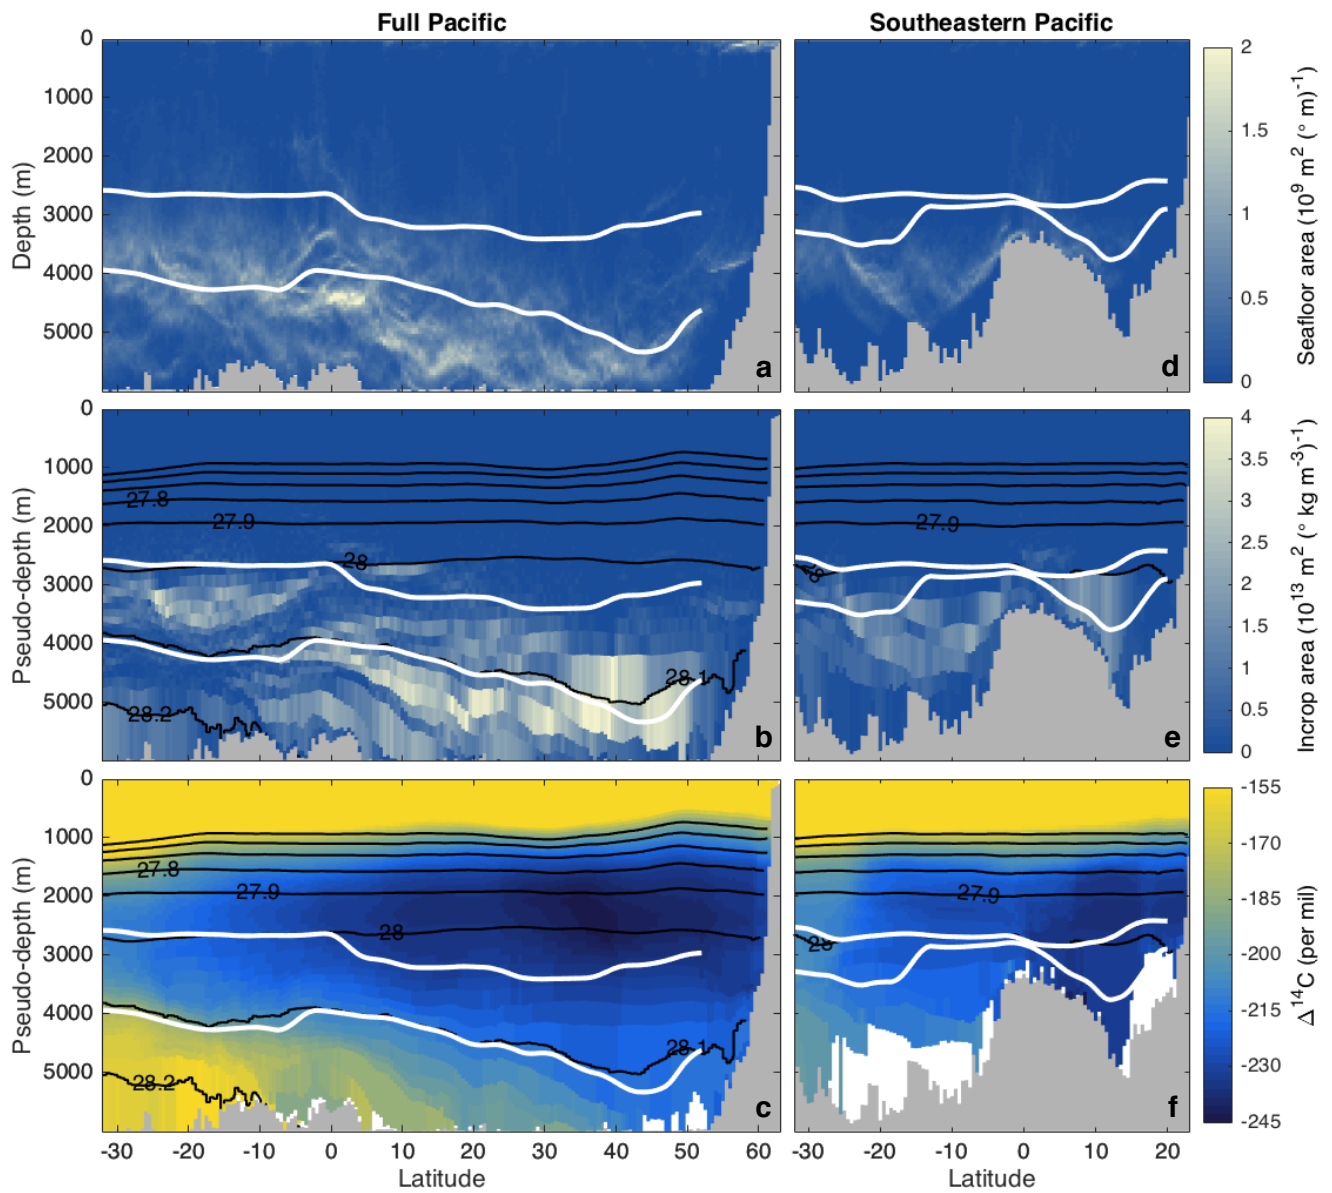 Full Pacific
Southeastern Pacific
0
1000
2000
3000
4000
5000
Depth (m)
a
d
2
1.5
1
0.5
0
Seafloor area (10⁹ m² (° m)⁻¹
0
1000
2000
3000
4000
5000
Pseudo-depth (m)
27.8
27.9
28
28.1
28.2
b
27.9
28
e
4
3.5
3
2.5
2
1.5
1
0.5
0
Incrop area (10¹³ m² (° kg m⁻³)⁻¹
0
1000
2000
3000
4000
5000
Pseudo-depth (m)
27.8
27.9
28
28.1
28.2
c
27.9
28
f
-155
-170
-185
-200
-215
-230
-245
Δ¹⁴C (per mil)
-30 -20 -10 0 10 20 30 40 50 60
Latitude
-30 -20 -10 0 10 20
Latitude